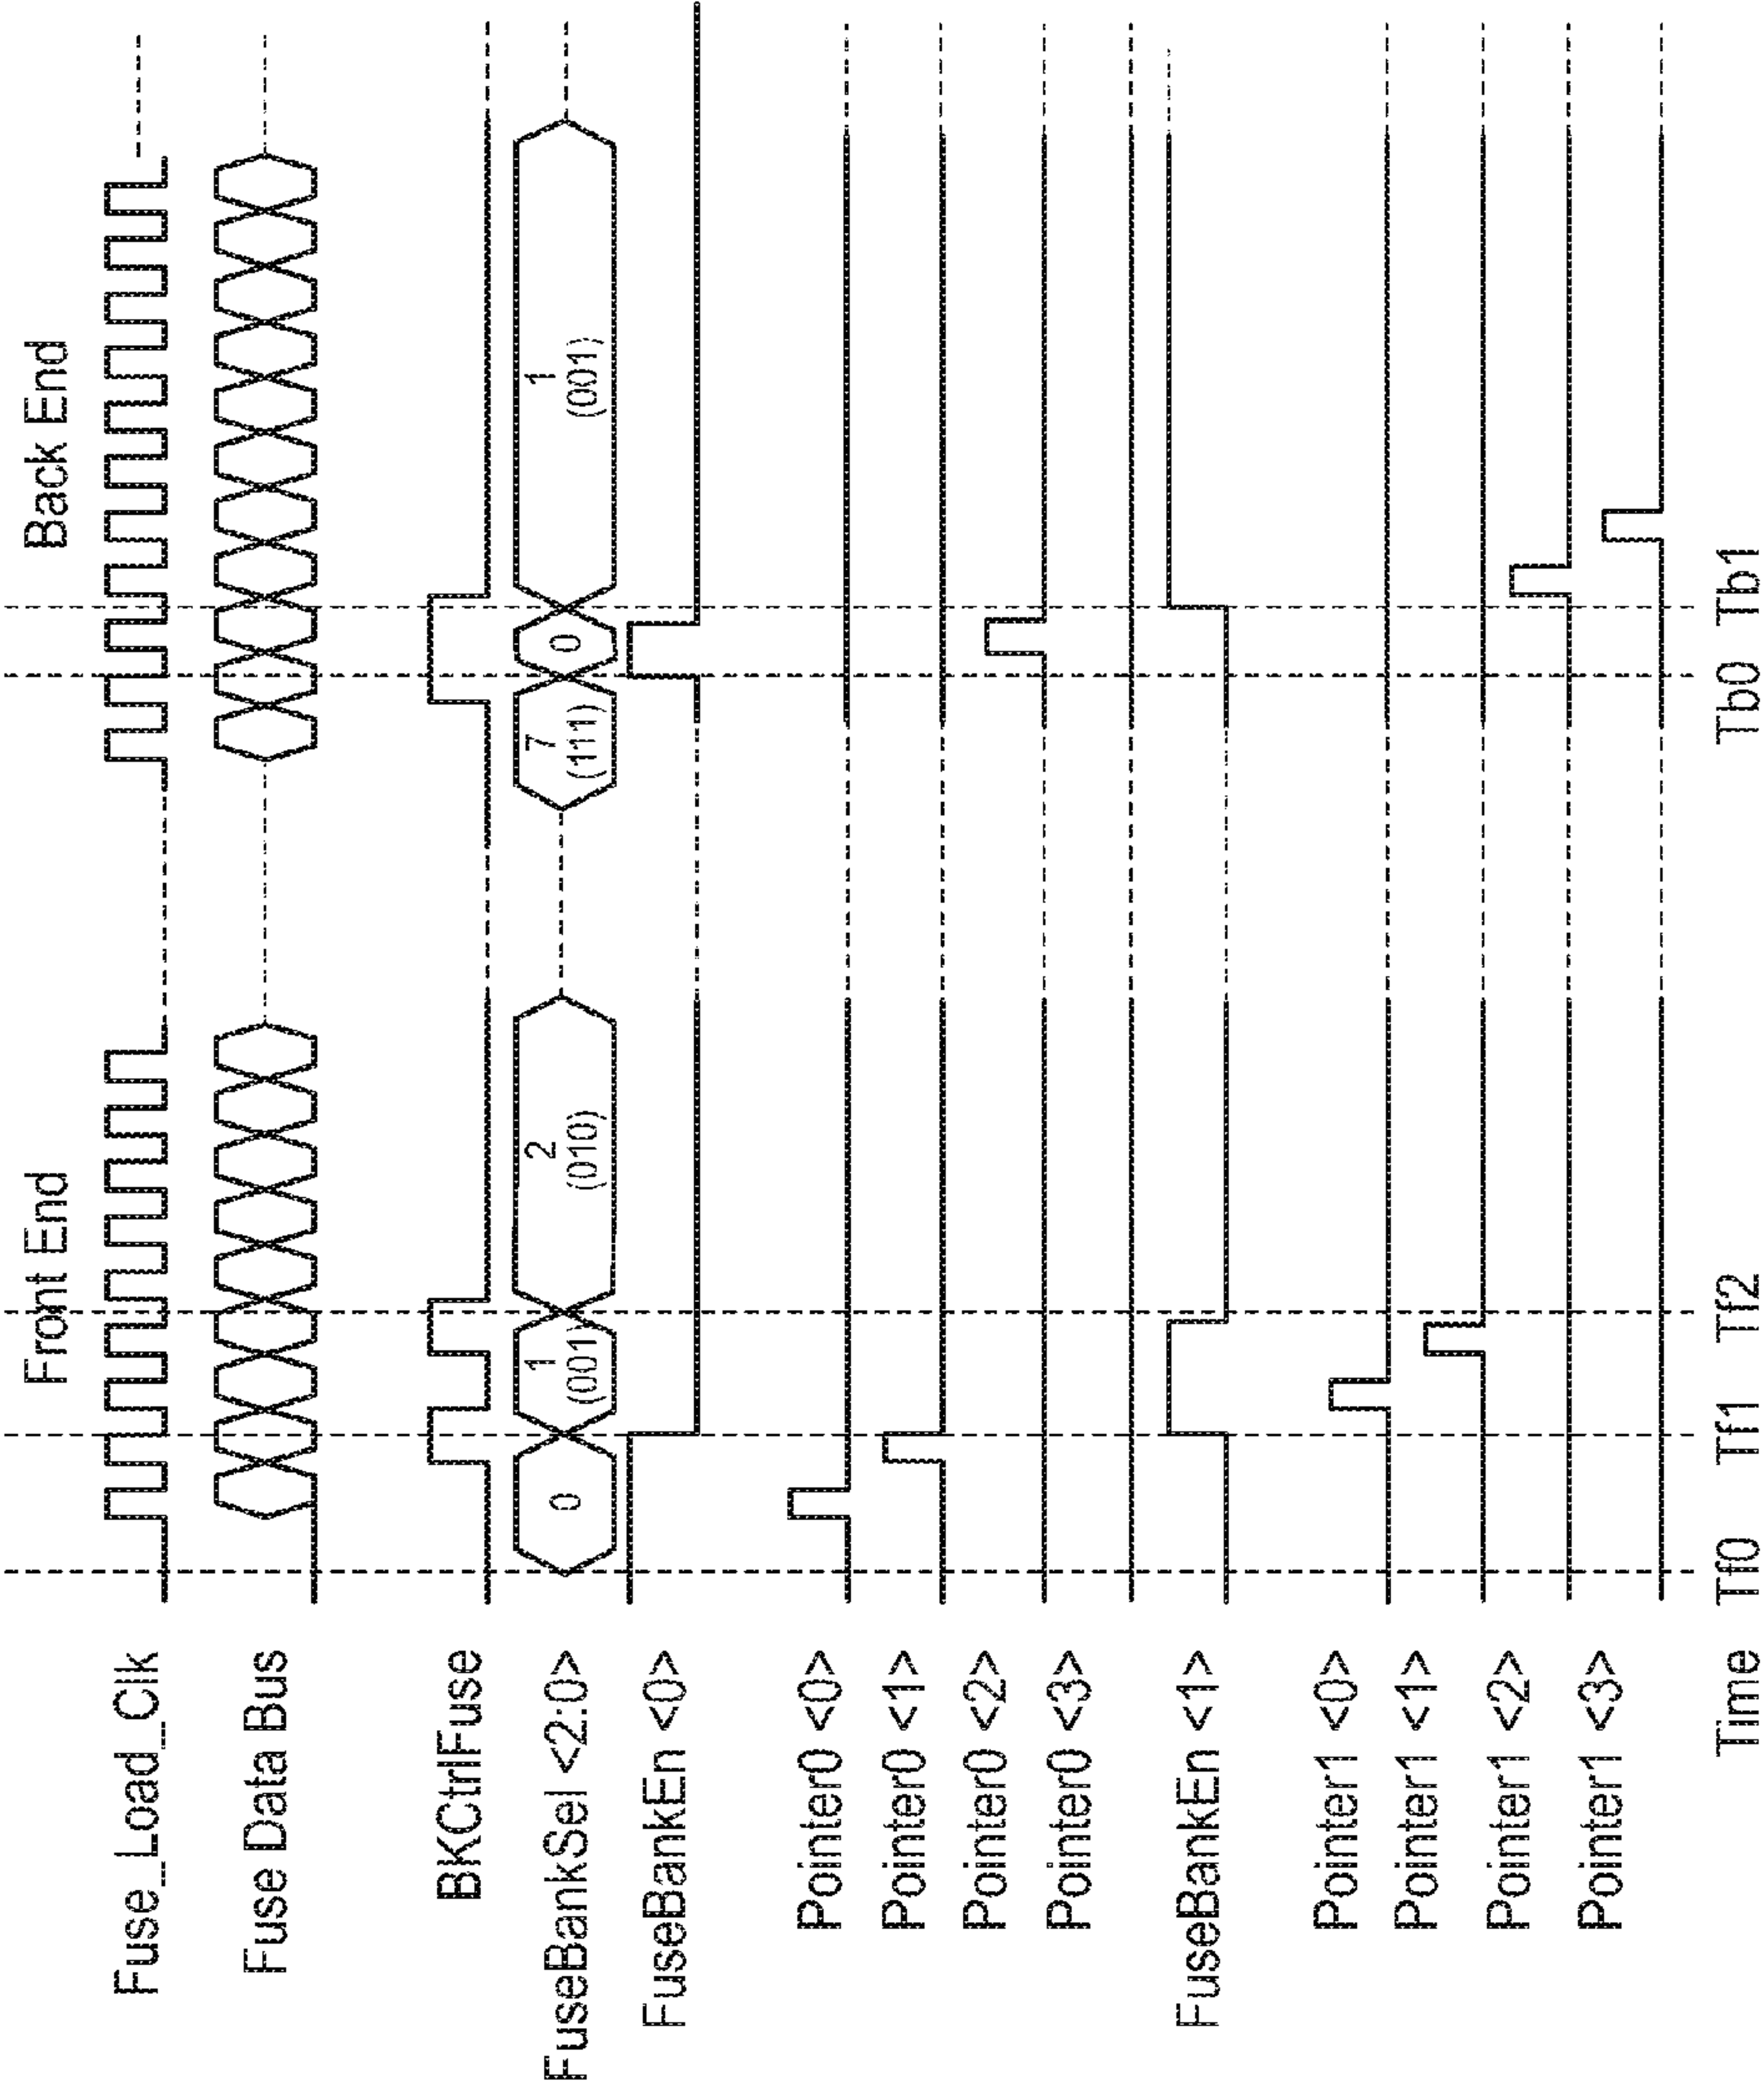 Front End
Back End
Fuse_Load_Clk
Fuse Data Bus
BKCtrlFuse
FuseBankSel <2:0>
0
1
(001)
2
(010)
7
(111)
0
1
(001)
FuseBankEn <0>
Pointer0 <0>
Pointer0 <1>
Pointer0 <2>
Pointer0 <3>
FuseBankEn <1>
Pointer1 <0>
Pointer1 <1>
Pointer1 <2>
Pointer1 <3>
Time Tf0 Tf1 Tf2 Tb0 Tb1